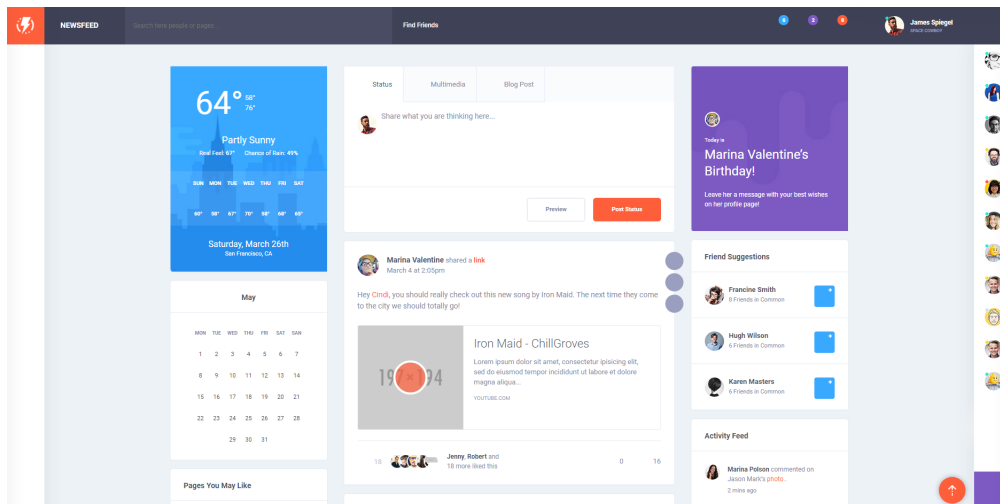 NEWSFEED
Search here people or pages...
Find Friends
6
2
8
James Spiegel
SPACE COWBOY
64° 58°
76°
Partly Sunny
Real Feel: 67° Chance of Rain: 49%
SUN MON TUE WED THU FRI SAT
60° 58° 67° 70° 58° 68° 65°
Saturday, March 26th
San Francisco, CA
May
MON TUE WED THU FRI SAT SAN
1 2 3 4 5 6 7
8 9 10 11 12 13 14
15 16 17 18 19 20 21
22 23 24 25 26 27 28
29 30 31
Pages You May Like
Status Multimedia Blog Post
Share what you are thinking here...
Preview Post Status
Marina Valentine shared a link
March 4 at 2:05pm
Hey Cindi, you should really check out this new song by Iron Maid. The next time they come
to the city we should totally go!
197×194
Iron Maid - ChillGroves
Lorem ipsum dolor sit amet, consectetur ipisicing elit,
sed do eiusmod tempor incididunt ut labore et dolore
magna aliqua...
YOUTUBE.COM
18
Jenny, Robert and
18 more liked this
0 16
Today is
Marina Valentine's
Birthday!
Leave her a message with your best wishes
on her profile page!
Friend Suggestions
Francine Smith
8 Friends in Common
Hugh Wilson
6 Friends in Common
Karen Masters
6 Friends in Common
Activity Feed
Marina Polson commented on
Jason Mark's photo.
2 mins ago